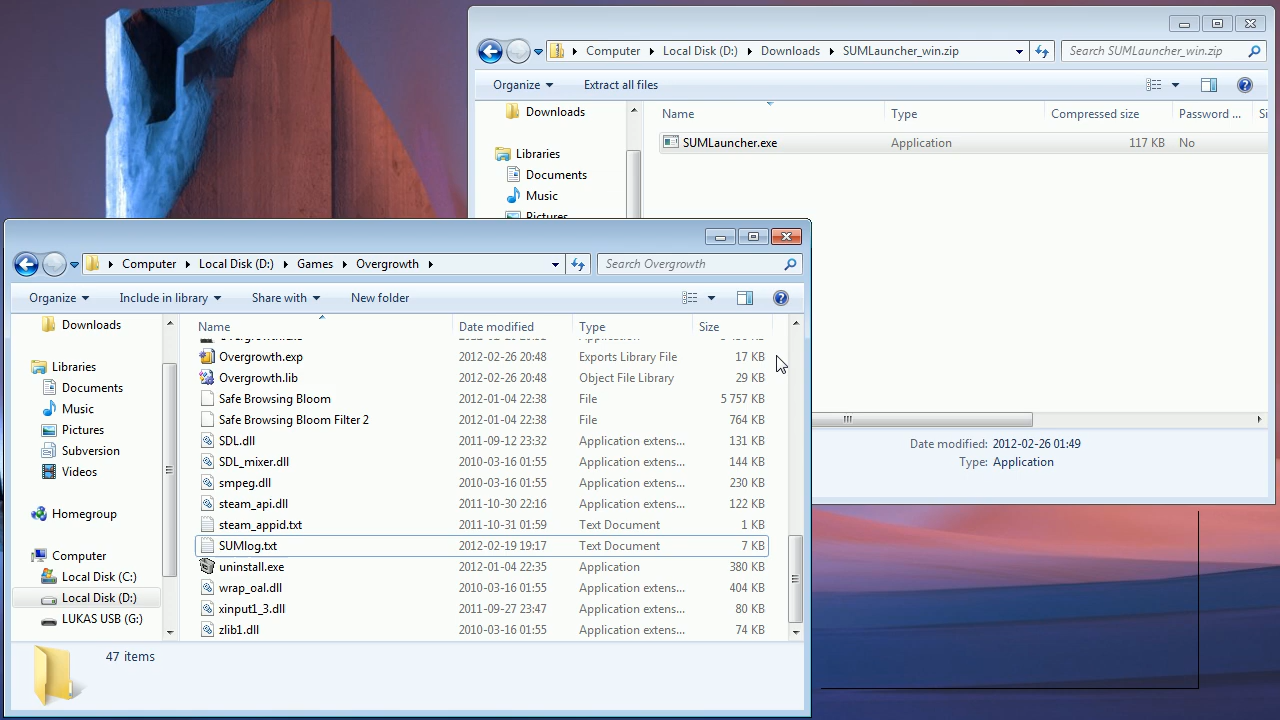 Computer Local Disk (D:) Downloads SUMLauncher_win.zip Search SUMLauncher_win.zip
Organize Extract all files
Downloads
Libraries
Documents
Music
Pictures
Name Type Compressed size Password ... Si
SUMLauncher.exe Application 117 KB No
Date modified: 2012-02-26 01:49
Type: Application
Computer Local Disk (D:) Games Overgrowth Search Overgrowth
Organize Include in library Share with New folder
Downloads
Libraries
Documents
Music
Pictures
Subversion
Videos
Homegroup
Computer
Local Disk (C:)
Local Disk (D:)
LUKAS USB (G:)
Name Date modified Type Size
Overgrowth.exp 2012-02-26 20:48 Exports Library File 17 KB
Overgrowth.lib 2012-02-26 20:48 Object File Library 29 KB
Safe Browsing Bloom 2012-01-04 22:38 File 5 757 KB
Safe Browsing Bloom Filter 2 2012-01-04 22:38 File 764 KB
SDL.dll 2011-09-12 23:32 Application extens... 131 KB
SDL_mixer.dll 2010-03-16 01:55 Application extens... 144 KB
smpeg.dll 2010-03-16 01:55 Application extens... 230 KB
steam_api.dll 2011-10-30 22:16 Application extens... 122 KB
steam_appid.txt 2011-10-31 01:59 Text Document 1 KB
SUMlog.txt 2012-02-19 19:17 Text Document 7 KB
uninstall.exe 2012-01-04 22:35 Application 380 KB
wrap_oal.dll 2010-03-16 01:55 Application extens... 404 KB
xinput1_3.dll 2011-09-27 23:47 Application extens... 80 KB
zlib1.dll 2010-03-16 01:55 Application extens... 74 KB
47 items